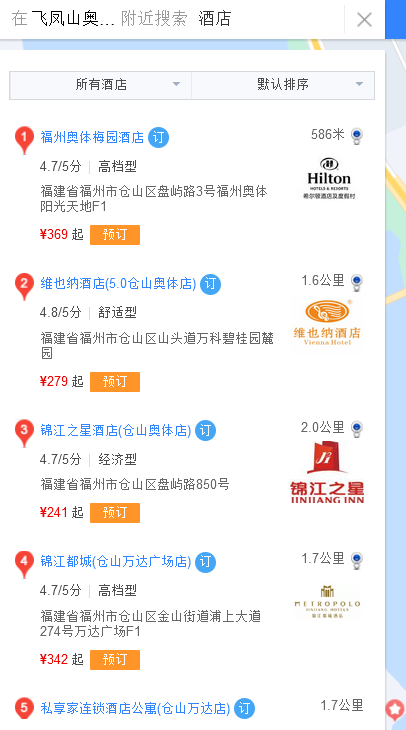 在 飞凤山奥... 附近搜索 酒店
所有酒店 默认排序
1 福州奥体梅园酒店 订 586米
4.7/5分 高档型
Hilton
HOTELS & RESORTS
希尔顿酒店及度假村
福建省福州市仓山区盘屿路3号福州奥体
阳光天地F1
¥369 起 预订
2 维也纳酒店(5.0仓山奥体店) 订 1.6公里
4.8/5分 舒适型
维也纳酒店
Vienna Hotel
福建省福州市仓山区山头道万科碧桂园麓
园
¥279 起 预订
3 锦江之星酒店(仓山奥体店) 订 2.0公里
4.7/5分 经济型
福建省福州市仓山区盘屿路850号
锦江之星
JINJIANG INN
¥241 起 预订
4 锦江都城(仓山万达广场店) 订 1.7公里
4.7/5分 高档型
METROPOLO
JINJIANG HOTELS
锦江都城酒店
福建省福州市仓山区金山街道浦上大道
274号万达广场F1
¥342 起 预订
5 私享家连锁酒店公寓(仓山万达店) 订 1.7公里